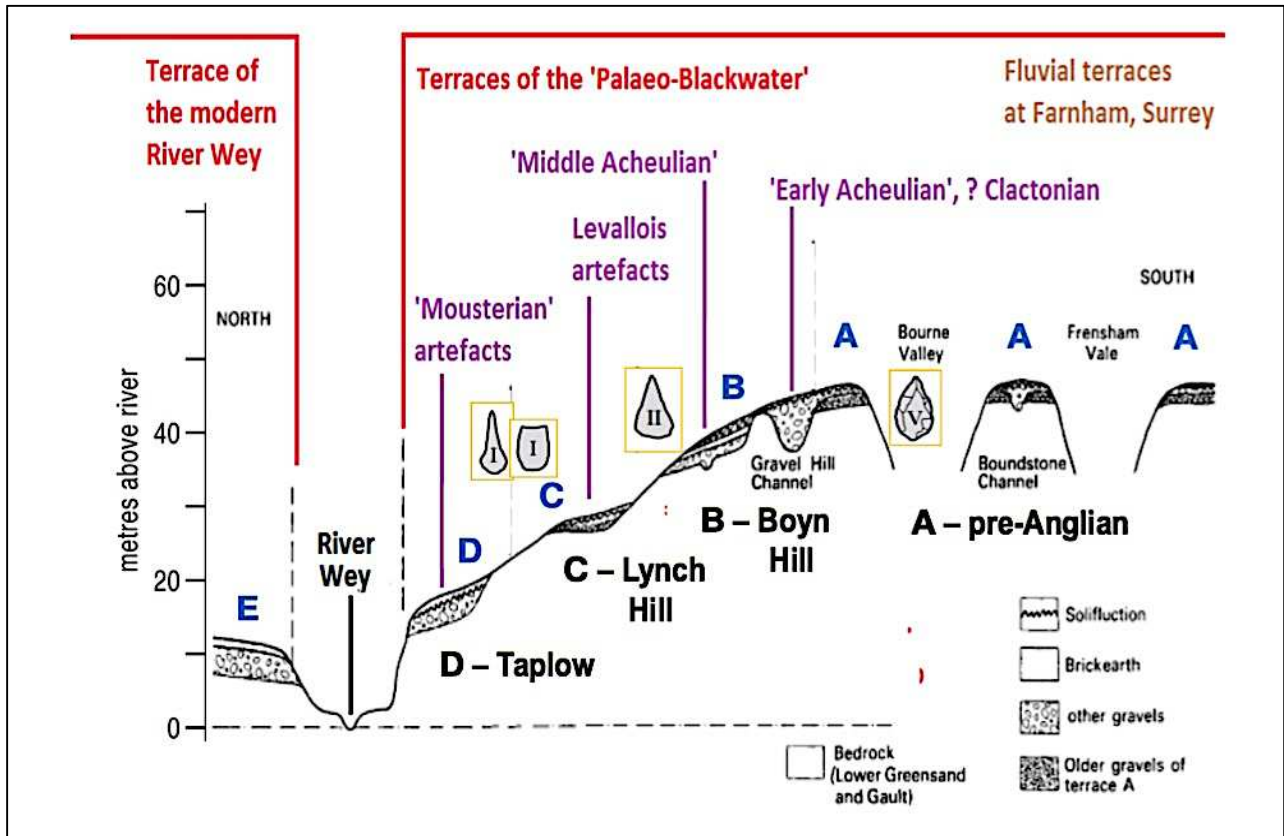 Terrace of
the modern
River Wey
Terraces of the 'Palaeo-Blackwater'
Fluvial terraces
at Farnham, Surrey
'Middle Acheulian'
'Early Acheulian', ? Clactonian
Levallois
artefacts
'Mousterian'
artefacts
metres above river
60
40
20
0
NORTH
SOUTH
A
Bourne
Valley
A
Frensham
Vale
A
B
II
V
I
I
C
Gravel Hill
Channel
Boundstone
Channel
B – Boyn
Hill
A – pre-Anglian
River
Wey
D
C – Lynch
Hill
E
D – Taplow
Solifluction
Brickearth
other gravels
Older gravels of
terrace A
Bedrock
(Lower Greensand
and Gault)